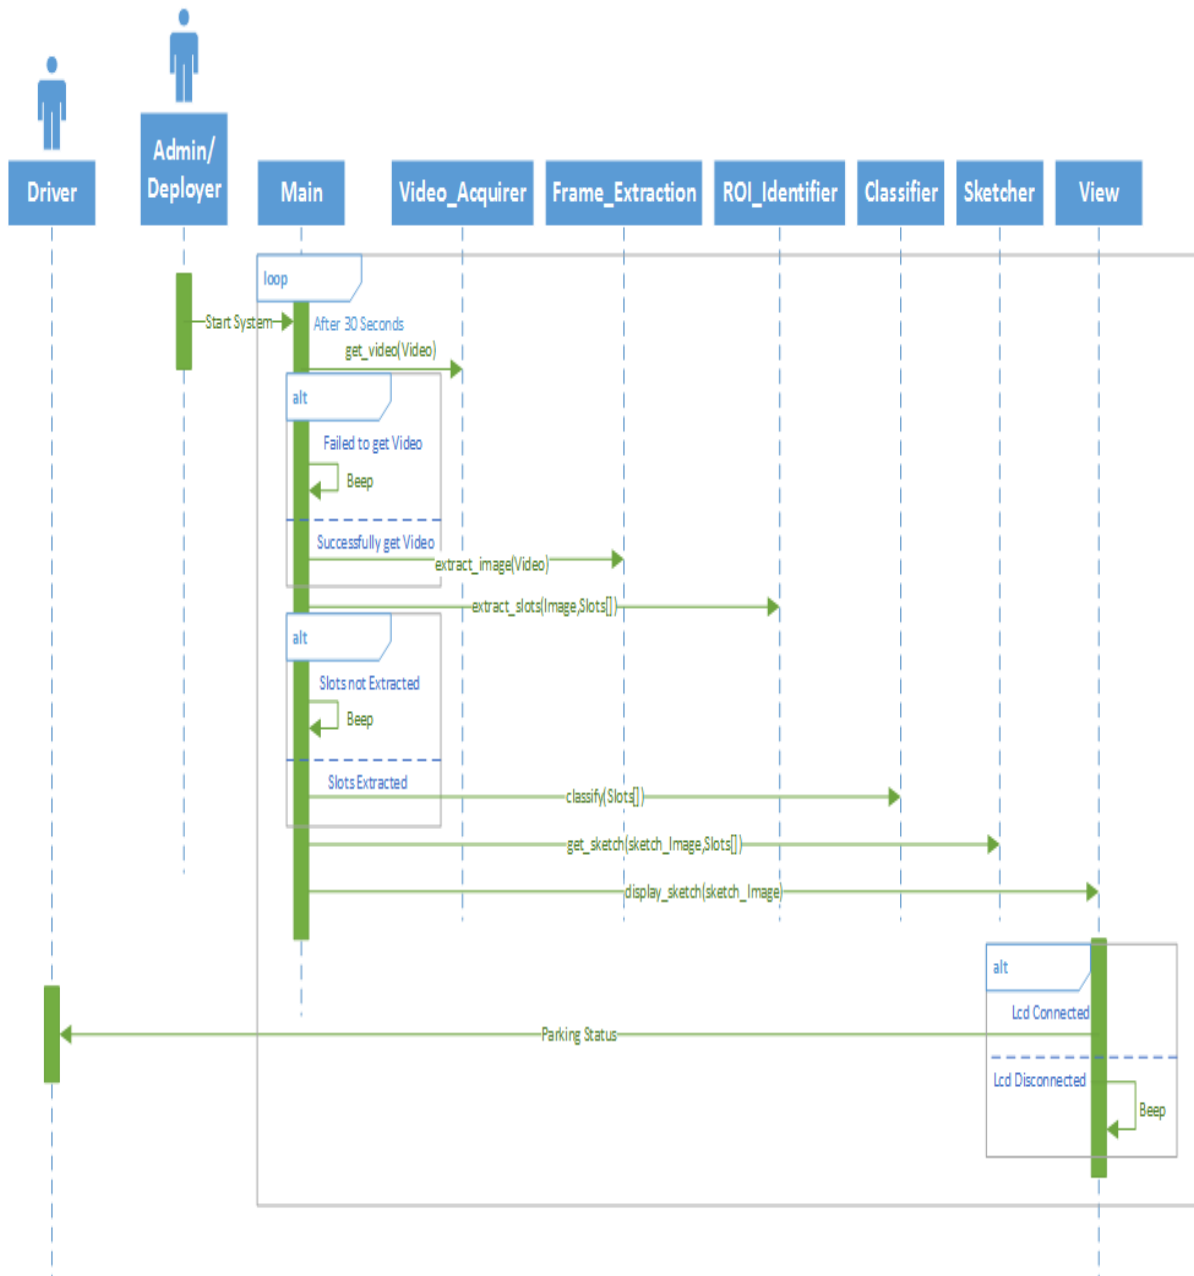 Admin/
Deployer
Driver
Main
Video_Acquirer
Frame_Extraction
ROI_Identifier
Classifier
Sketcher
View
loop
Start System
After 30 Seconds
get_video(Video)
alt
Failed to get Video
Beep
Successfully get Video
extract_image(Video)
extract_slots(Image,Slots[])
alt
Slots not Extracted
Beep
Slots Extracted
classify(Slots[])
get_sketch(sketch_Image,Slots[])
display_sketch(sketch_Image)
alt
Lcd Connected
Parking Status
Lcd Disconnected
Beep